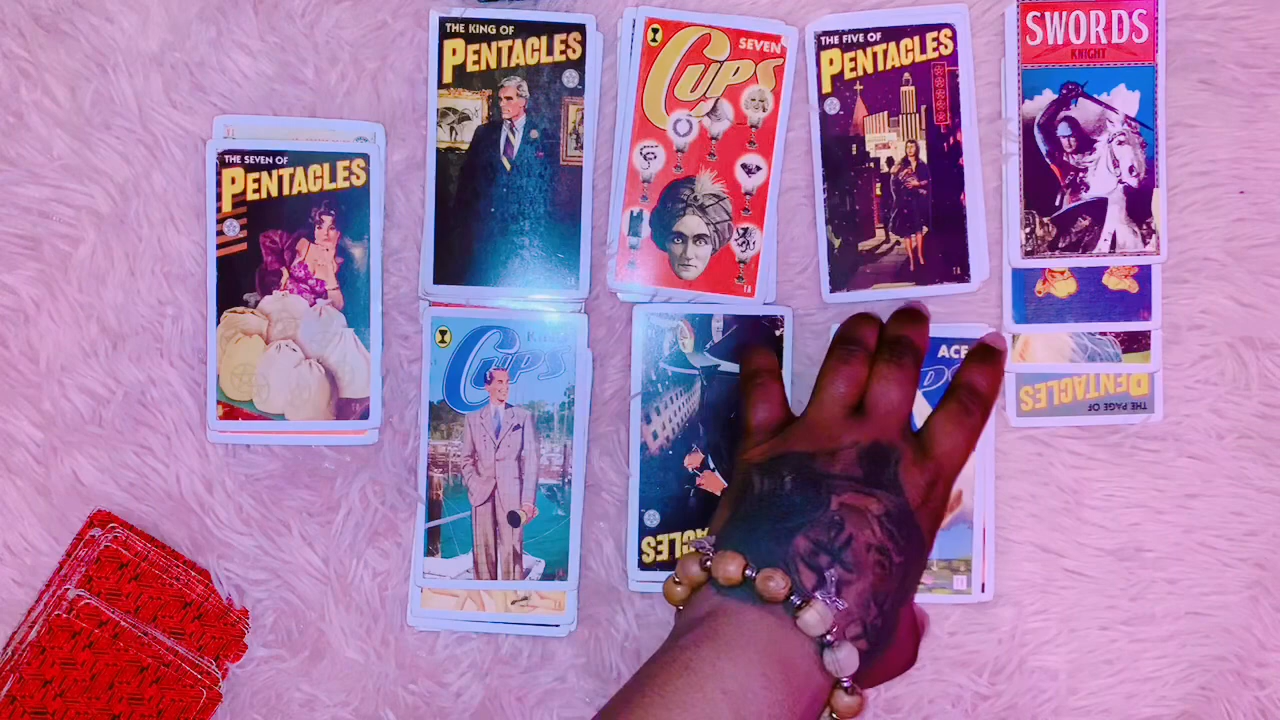 THE KING OF
PENTACLES
SEVEN
CUPS
THE FIVE OF
PENTACLES
SWORDS
KNIGHT
THE SEVEN OF
PENTACLES
CUPS
ACE
THE PAGE OF
PENTACLES